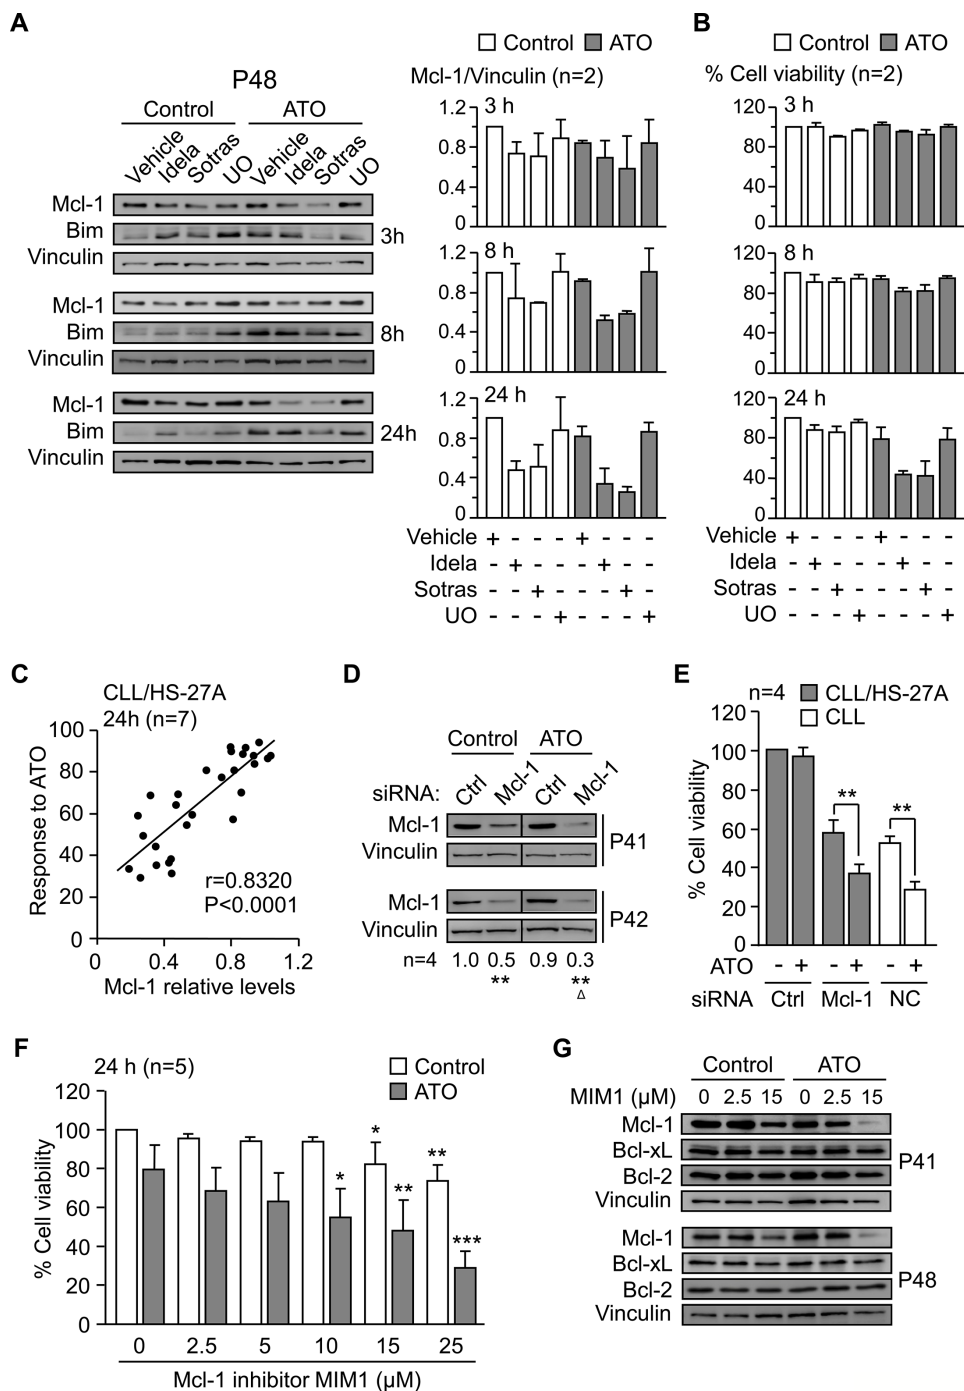 A
P48
Control ATO
Vehicle Idela Sotras UO Vehicle Idela Sotras UO
Mcl-1
Bim 3h
Vinculin
Mcl-1
Bim 8h
Vinculin
Mcl-1
Bim 24h
Vinculin
Control ATO
Mcl-1/Vinculin (n=2)
3 h
1.2
0.8
0.4
0
8 h
1.2
0.8
0.4
0
24 h
1.2
0.8
0.4
0
Vehicle + - - - + - - -
Idela - + - - - + - -
Sotras - - + - - - + -
UO - - - + - - - +
B
Control ATO
% Cell viability (n=2)
3 h
120
80
40
0
8 h
120
80
40
0
24 h
120
80
40
0
Vehicle + - - - + - - -
Idela - + - - - + - -
Sotras - - + - - - + -
UO - - - + - - - +
C
CLL/HS-27A
24h (n=7)
Response to ATO
100
80
60
40
20
0
r=0.8320
P<0.0001
0 0.4 0.8 1.2
Mcl-1 relative levels
D
Control ATO
siRNA: Ctrl Mcl-1 Ctrl Mcl-1
Mcl-1
Vinculin
P41
Mcl-1
Vinculin
P42
n=4 1.0 0.5 0.9 0.3
** **
Δ
E
n=4 CLL/HS-27A
CLL
% Cell viability
120
100
80
60
40
20
0
** **
ATO - + - + - +
siRNA Ctrl Mcl-1 NC
F
24 h (n=5)
Control
ATO
% Cell viability
120
100
80
60
40
20
0
* * ** ** ***
0 2.5 5 10 15 25
Mcl-1 inhibitor MIM1 (μM)
G
Control ATO
MIM1 (μM) 0 2.5 15 0 2.5 15
Mcl-1
Bcl-xL
Bcl-2
Vinculin
P41
Mcl-1
Bcl-xL
Bcl-2
Vinculin
P48